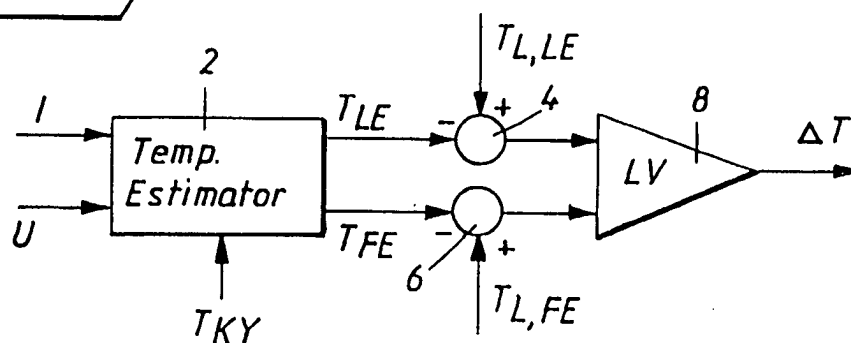 2
T_{L,LE}
4
8
I
T_{LE}
-
+
ΔT
Temp.
Estimator
LV
U
T_{FE}
-
+
6
T_{L,FE}
T_{KY}